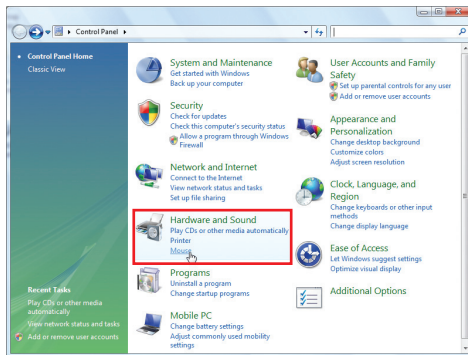 Control Panel
Control Panel Home
Classic View
System and Maintenance
Get started with Windows
Back up your computer
Security
Check for updates
Check this computer's security status
Allow a program through Windows
Firewall
Network and Internet
Connect to the Internet
View network status and tasks
Set up file sharing
Hardware and Sound
Play CDs or other media automatically
Printer
Mouse
Programs
Uninstall a program
Change startup programs
Mobile PC
Change battery settings
Adjust commonly used mobility
settings
User Accounts and Family
Safety
Set up parental controls for any user
Add or remove user accounts
Appearance and
Personalization
Change desktop background
Customize colors
Adjust screen resolution
Clock, Language, and
Region
Change keyboards or other input
methods
Change display language
Ease of Access
Let Windows suggest settings
Optimize visual display
Additional Options
Recent Tasks
Play CDs or other media
automatically
View network status and tasks
Add or remove user accounts